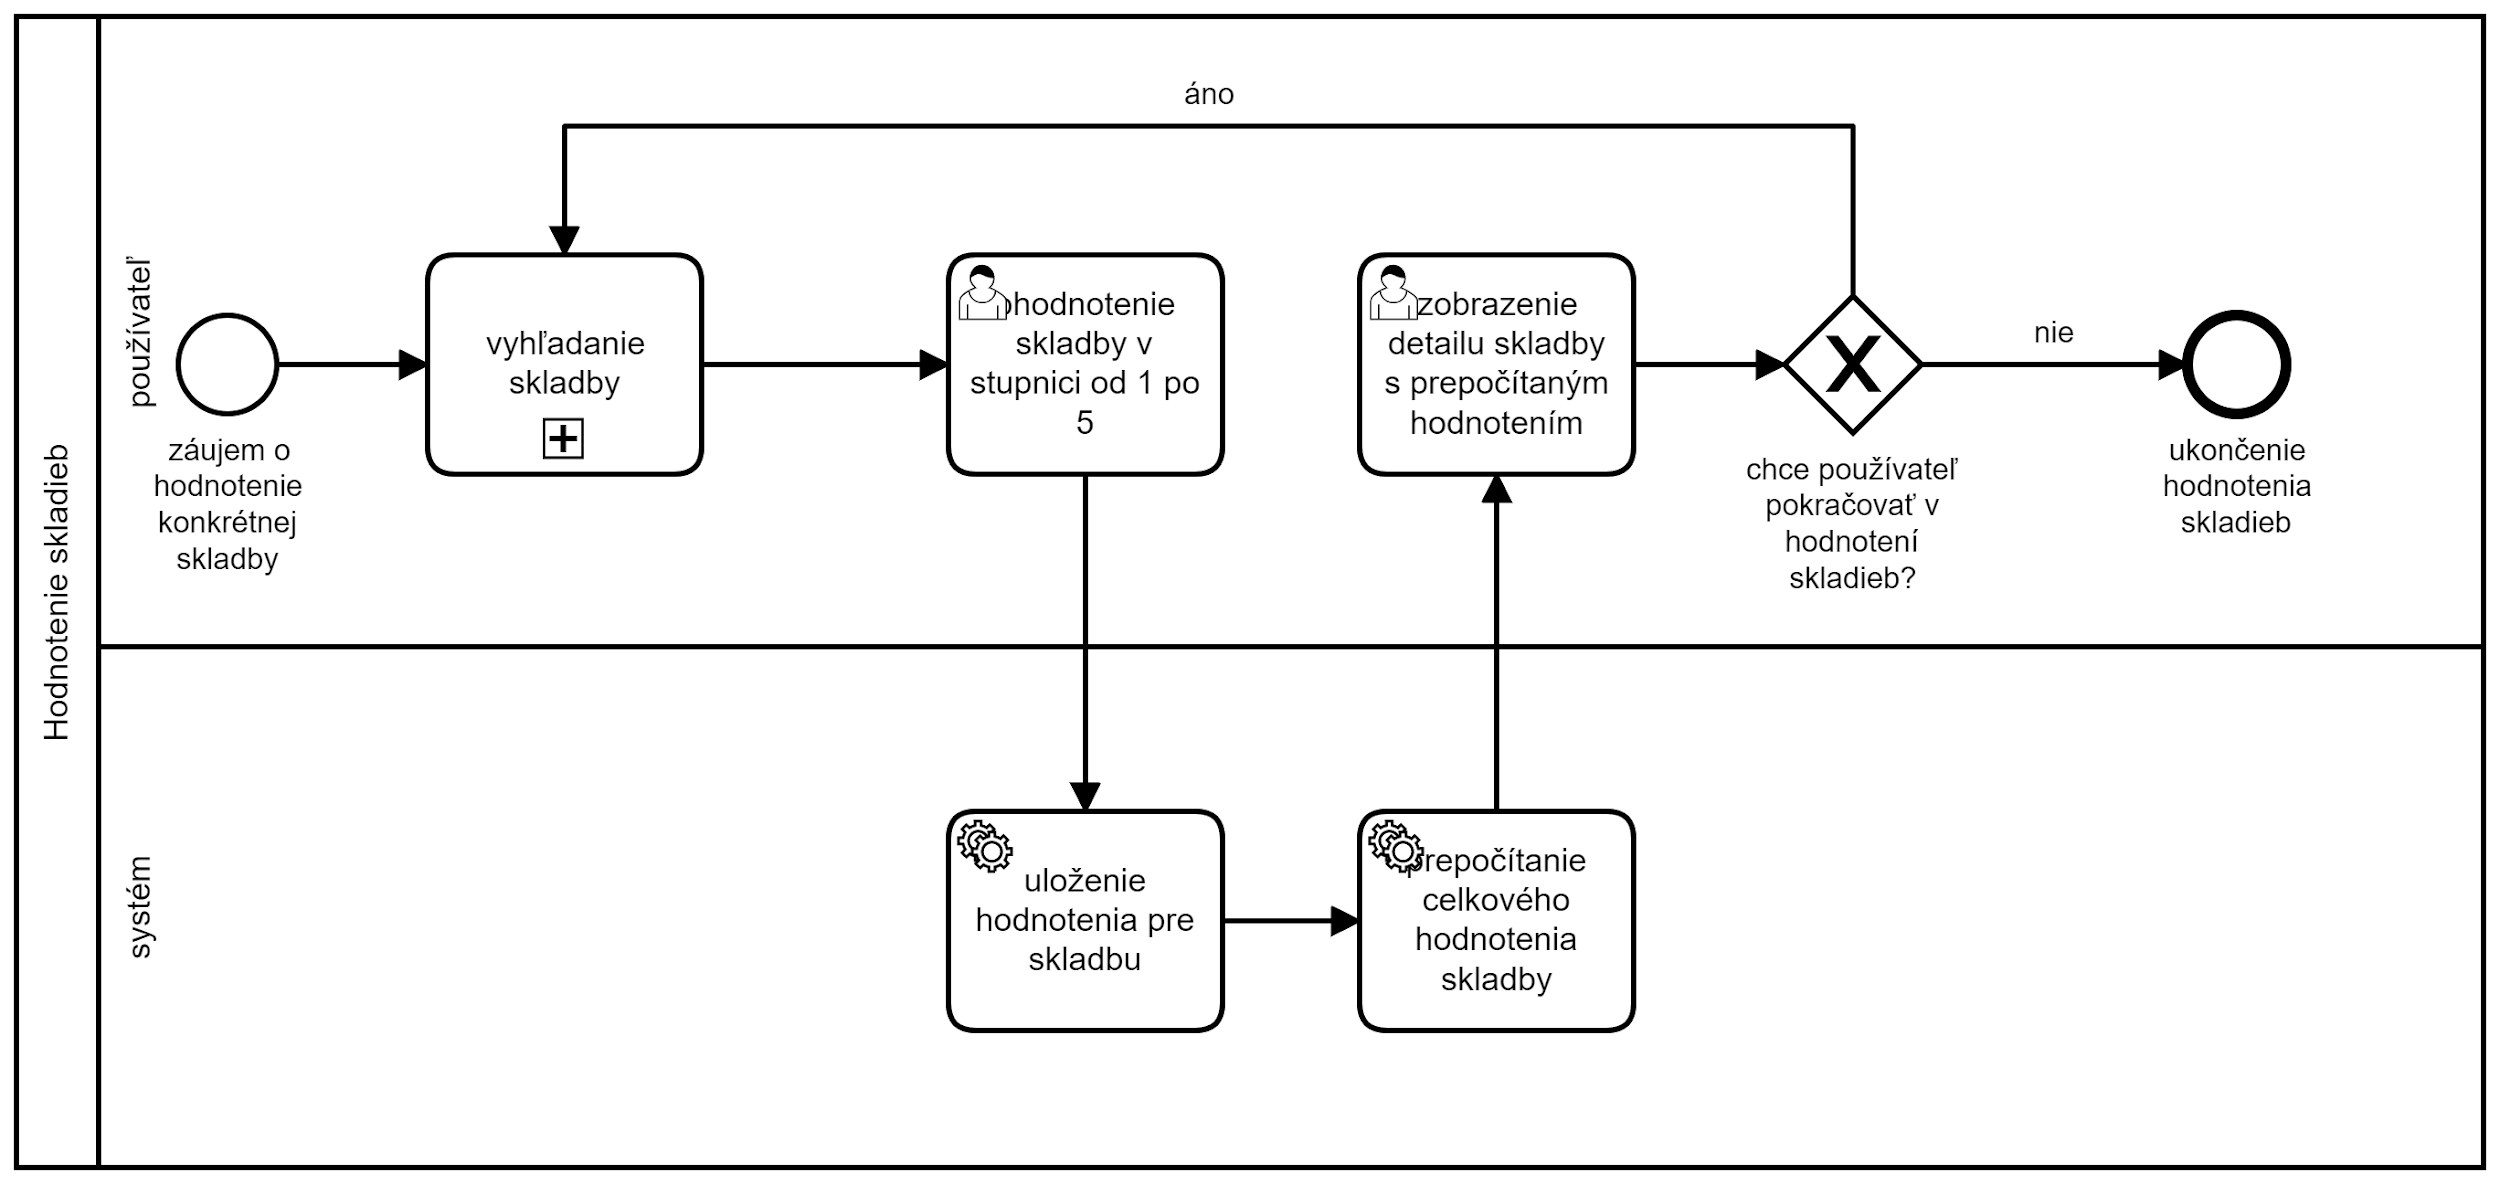 Hodnotenie skladieb
používateľ
áno
záujem o
hodnotenie
konkrétnej
skladby
vyhľadanie
skladby
ohodnotenie
skladby v
stupnici od 1 po
5
zobrazenie
detailu skladby
s prepočítaným
hodnotením
chce používateľ
pokračovať v
hodnotení
skladieb?
nie
ukončenie
hodnotenia
skladieb
systém
uloženie
hodnotenia pre
skladbu
prepočítanie
celkového
hodnotenia
skladby